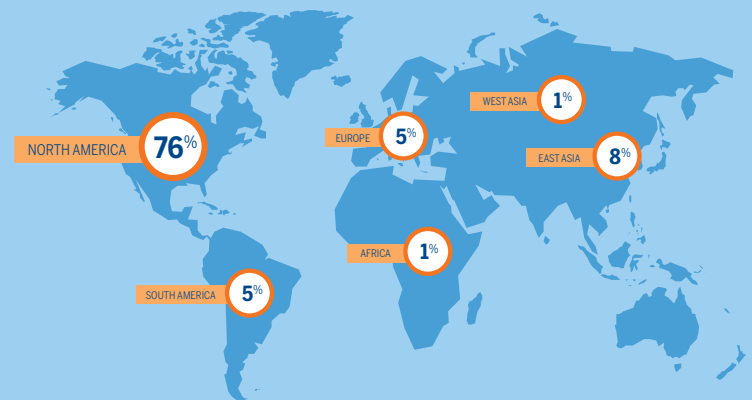 WEST ASIA 1%
EUROPE 5%
NORTH AMERICA 76%
EAST ASIA 8%
AFRICA 1%
SOUTH AMERICA 5%